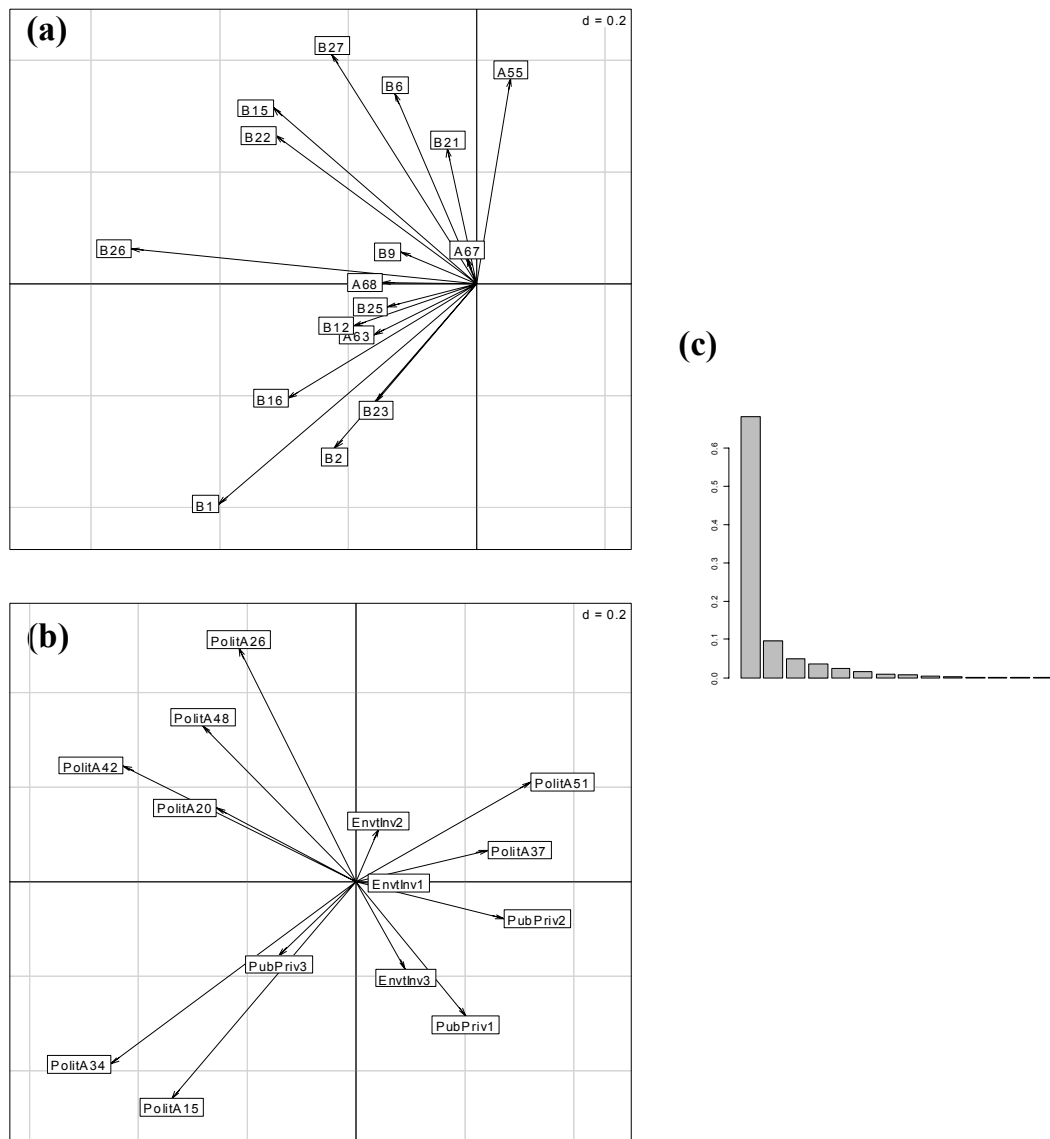 (a)
d = 0.2
B27
B6
A55
B15
B22
B21
B26
B9
A67
A68
B25
B12
A63
B16
B23
B2
B1
(b)
d = 0.2
PolitA26
PolitA48
PolitA42
PolitA20
PolitA51
EnvtInv2
PolitA37
EnvtInv1
PubPriv2
PubPriv3
EnvtInv3
PubPriv1
PolitA34
PolitA15
(c)
0.6
0.5
0.4
0.3
0.2
0.1
0.0